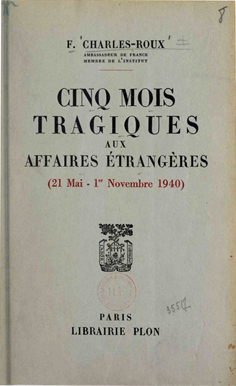 8
F. CHARLES-ROUX
AMBASSADEUR DE FRANCE
MEMBRE DE L'INSTITUT
CINQ MOIS
TRAGIQUES
AUX
AFFAIRES ÉTRANGÈRES
(21 Mai - 1er Novembre 1940)
PARIS
LIBRAIRIE PLON